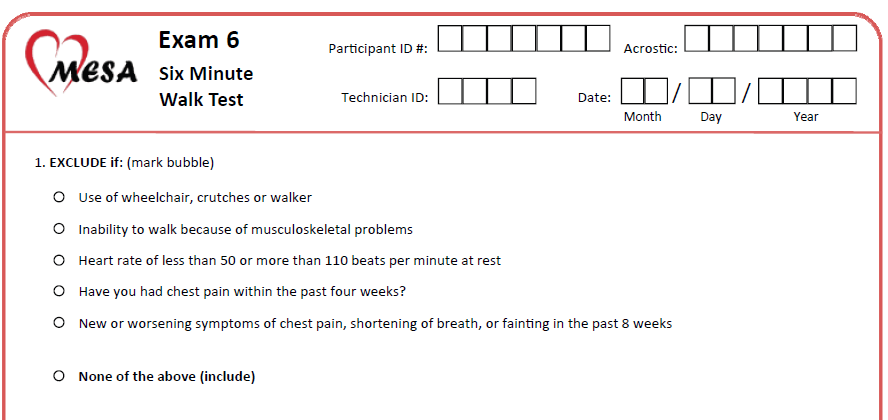 MESA
Exam 6
Six Minute
Walk Test
Participant ID #:
Acrostic:
Technician ID:
Date: / /
Month Day Year
1. EXCLUDE if: (mark bubble)
Use of wheelchair, crutches or walker
Inability to walk because of musculoskeletal problems
Heart rate of less than 50 or more than 110 beats per minute at rest
Have you had chest pain within the past four weeks?
New or worsening symptoms of chest pain, shortening of breath, or fainting in the past 8 weeks
None of the above (include)